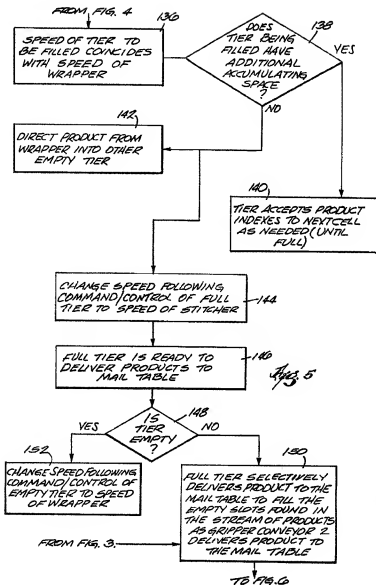 FROM FIG. 4
136
SPEED OF TIER TO
BE FILLED COINCIDES
WITH SPEED OF
WRAPPER
138
DOES
TIER BEING
FILLED HAVE
ADDITIONAL
ACCUMULATING
SPACE
?
YES
NO
142
DIRECT PRODUCT FROM
WRAPPER INTO OTHER
EMPTY TIER
140
TIER ACCEPTS PRODUCT
INDEXES TO NEXT CELL
AS NEEDED (UNTIL
FULL)
CHANGE SPEED FOLLOWING
COMMAND/CONTROL OF FULL
TIER TO SPEED OF STITCHER
144
FULL TIER IS READY TO
DELIVER PRODUCTS TO
MAIL TABLE
146
Fig. 5
148
IS
TIER
EMPTY
?
YES
NO
152
CHANGE SPEED FOLLOWING
COMMAND/CONTROL OF
EMPTY TIER TO SPEED
OF WRAPPER
150
FULL TIER SELECTIVELY
DELIVERS PRODUCT TO THE
MAIL TABLE TO FILL THE
EMPTY SLOTS FOUND IN
THE STREAM OF PRODUCTS
AS GRIPPER CONVEYOR 2
DELIVERS PRODUCT TO
THE MAIL TABLE
FROM FIG. 3
TO FIG. 6